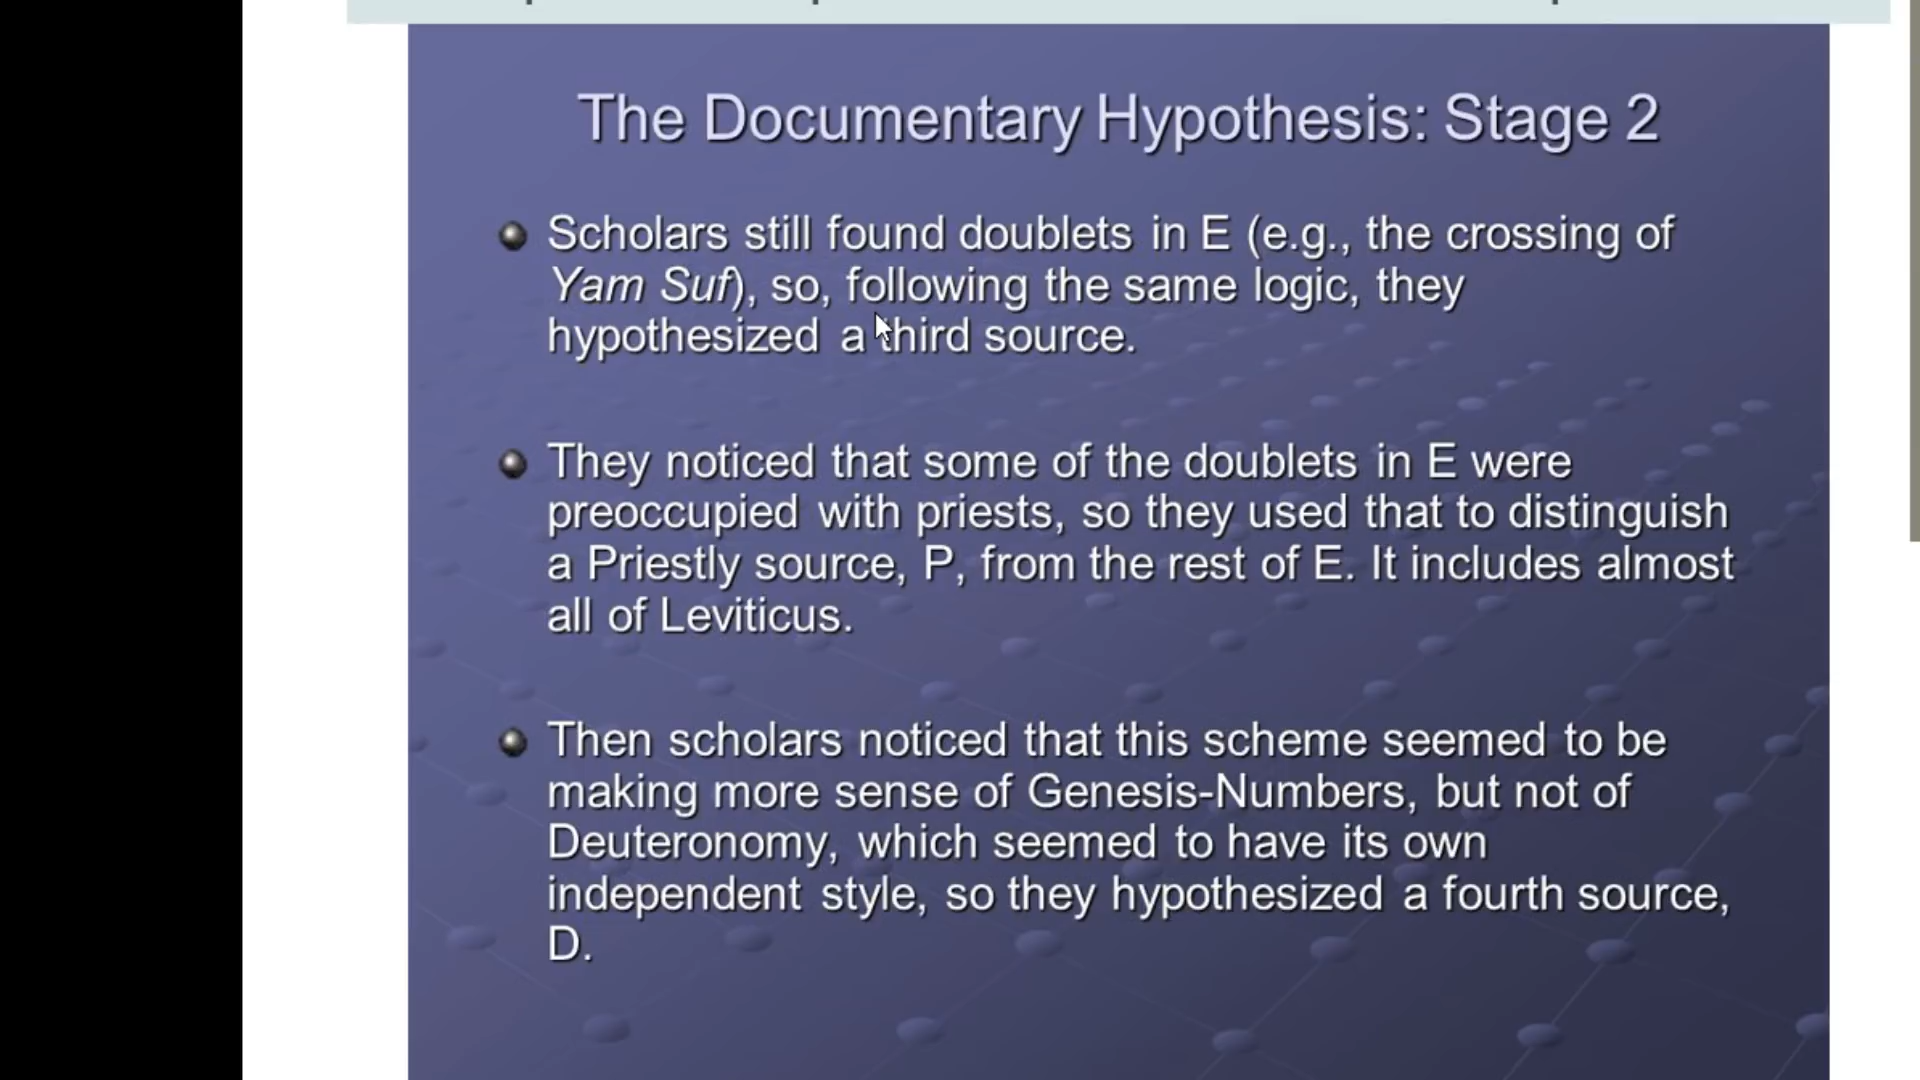 The Documentary Hypothesis: Stage 2
Scholars still found doublets in E (e.g., the crossing of
Yam Suf), so, following the same logic, they
hypothesized a third source.
They noticed that some of the doublets in E were
preoccupied with priests, so they used that to distinguish
a Priestly source, P, from the rest of E. It includes almost
all of Leviticus.
Then scholars noticed that this scheme seemed to be
making more sense of Genesis-Numbers, but not of
Deuteronomy, which seemed to have its own
independent style, so they hypothesized a fourth source,
D.